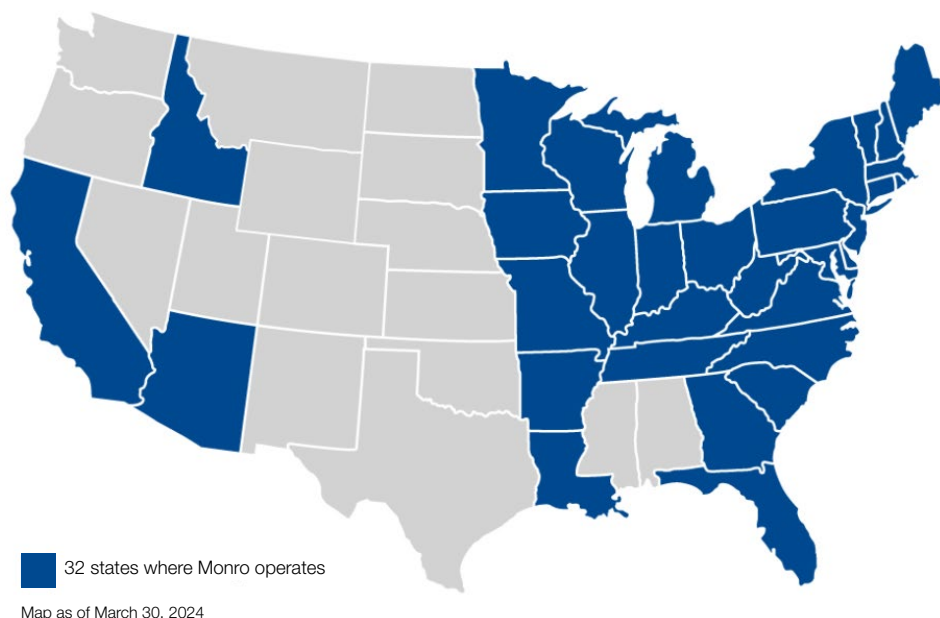 32 states where Monro operates
Map as of March 30, 2024